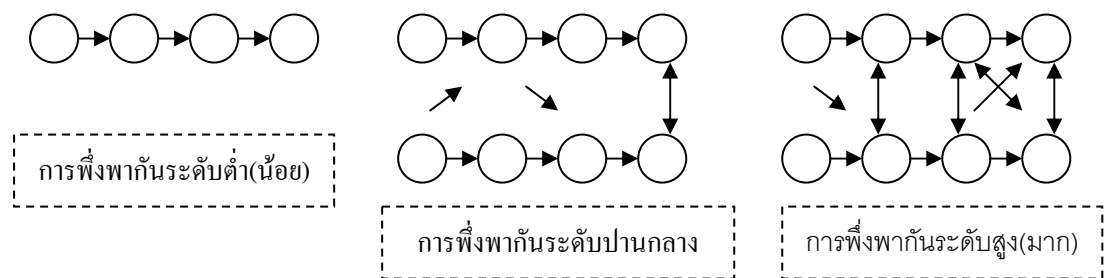 การพึ่งพากันระดับต่ำ(น้อย)
การพึ่งพากันระดับปานกลาง
การพึ่งพากันระดับสูง(มาก)